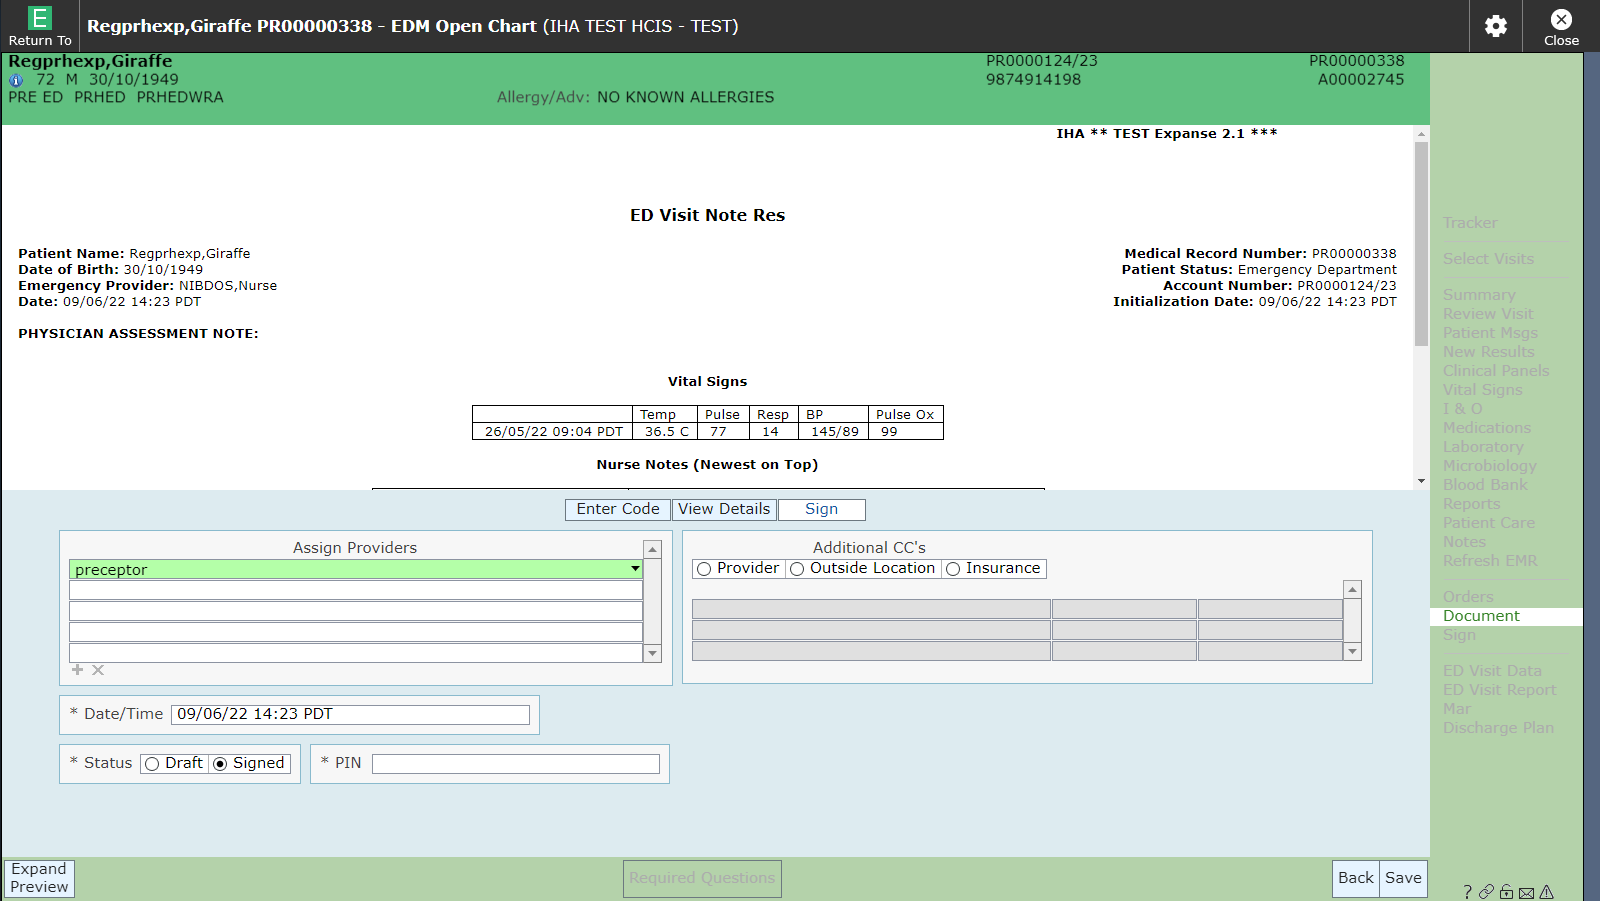 E
Return To
Regprhexp,Giraffe PR00000338 - EDM Open Chart (IHA TEST HCIS - TEST)
Close
Regprhexp,Giraffe
72 M 30/10/1949
PRE ED PRHED PRHEDWRA
Allergy/Adv: NO KNOWN ALLERGIES
PR0000124/23
9874914198
PR00000338
A00002745
IHA ** TEST Expanse 2.1 ***
ED Visit Note Res
Patient Name: Regprhexp,Giraffe
Date of Birth: 30/10/1949
Emergency Provider: NIBDOS,Nurse
Date: 09/06/22 14:23 PDT
Medical Record Number: PR00000338
Patient Status: Emergency Department
Account Number: PR0000124/23
Initialization Date: 09/06/22 14:23 PDT
PHYSICIAN ASSESSMENT NOTE:
Vital Signs
Temp Pulse Resp BP Pulse Ox
26/05/22 09:04 PDT 36.5 C 77 14 145/89 99
Nurse Notes (Newest on Top)
Enter Code View Details Sign
Assign Providers
preceptor
Additional CC's
Provider Outside Location Insurance
* Date/Time 09/06/22 14:23 PDT
* Status Draft Signed
* PIN
Expand
Preview
Required Questions
Back Save
Tracker
Select Visits
Summary
Review Visit
Patient Msgs
New Results
Clinical Panels
Vital Signs
I & O
Medications
Laboratory
Microbiology
Blood Bank
Reports
Patient Care
Notes
Refresh EMR
Orders
Document
Sign
ED Visit Data
ED Visit Report
Mar
Discharge Plan
?